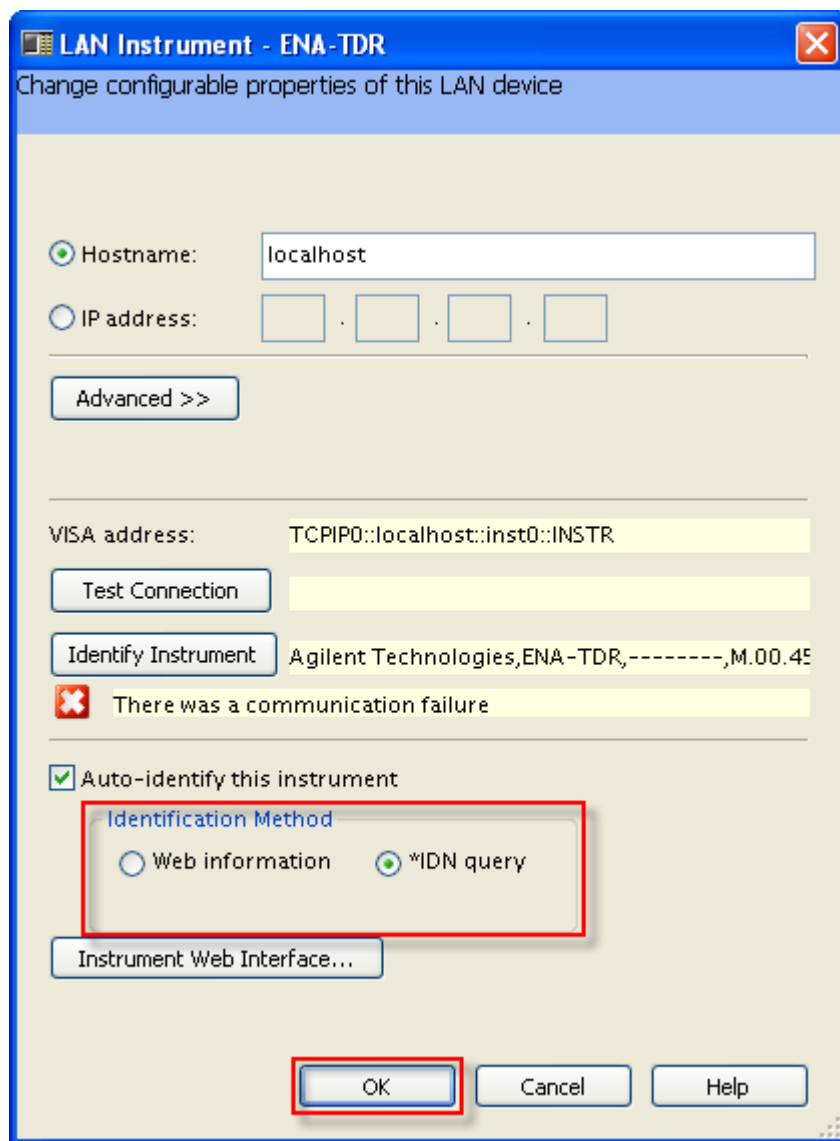 LAN Instrument - ENA-TDR
Change configurable properties of this LAN device
Hostname: localhost
IP address: . . .
Advanced >>
VISA address: TCPIP0::localhost::inst0::INSTR
Test Connection
Identify Instrument Agilent Technologies,ENA-TDR,--------,M.00.45
There was a communication failure
Auto-identify this instrument
Identification Method
Web information *IDN query
Instrument Web Interface...
OK Cancel Help